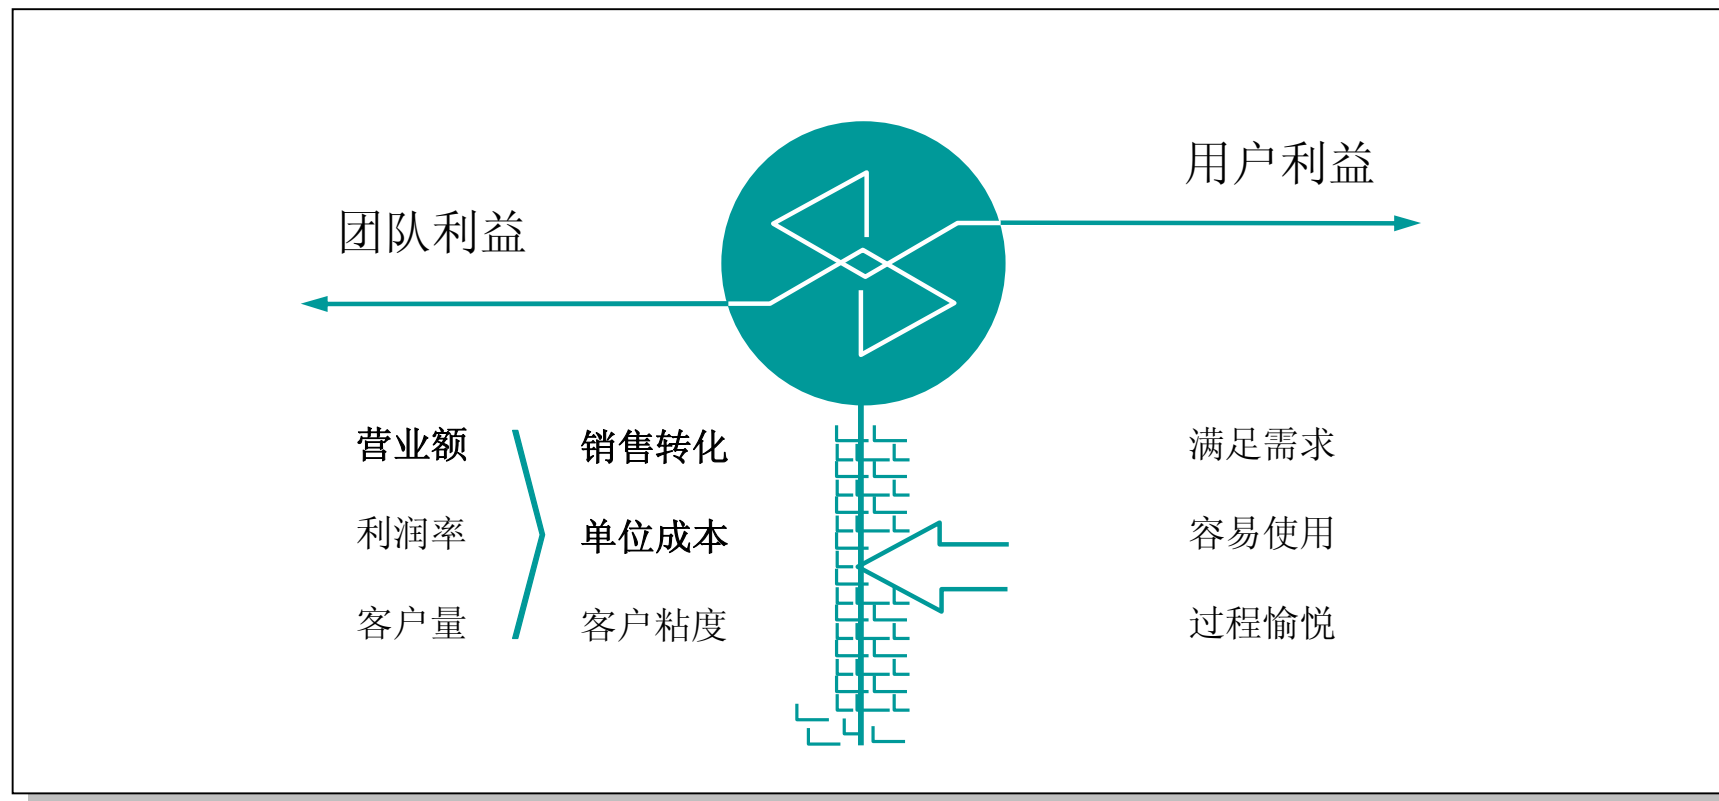 用户利益
团队利益
营业额
销售转化
满足需求
利润率
单位成本
容易使用
客户量
客户粘度
过程愉悦